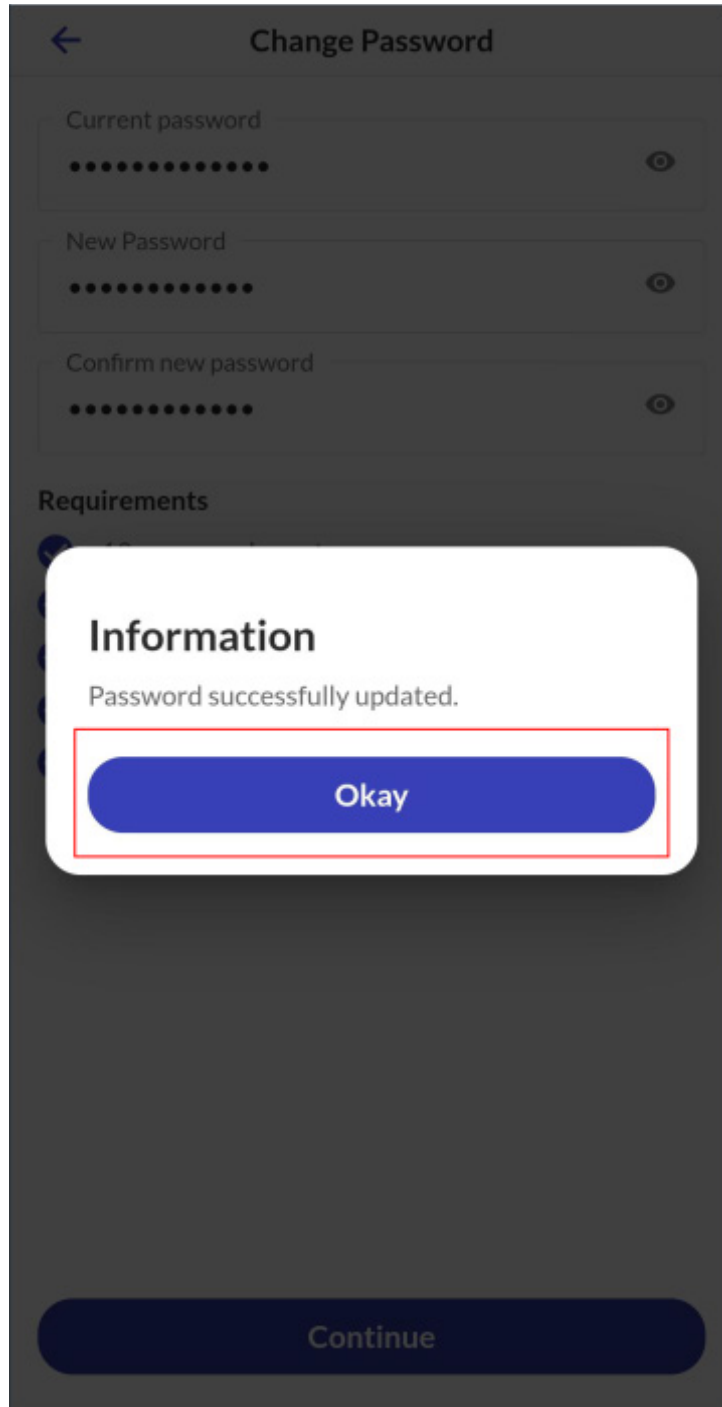 Change Password
Current password
•••••••••••••
New Password
••••••••••••
Confirm new password
••••••••••••
Requirements
Information
Password successfully updated.
Okay
Continue